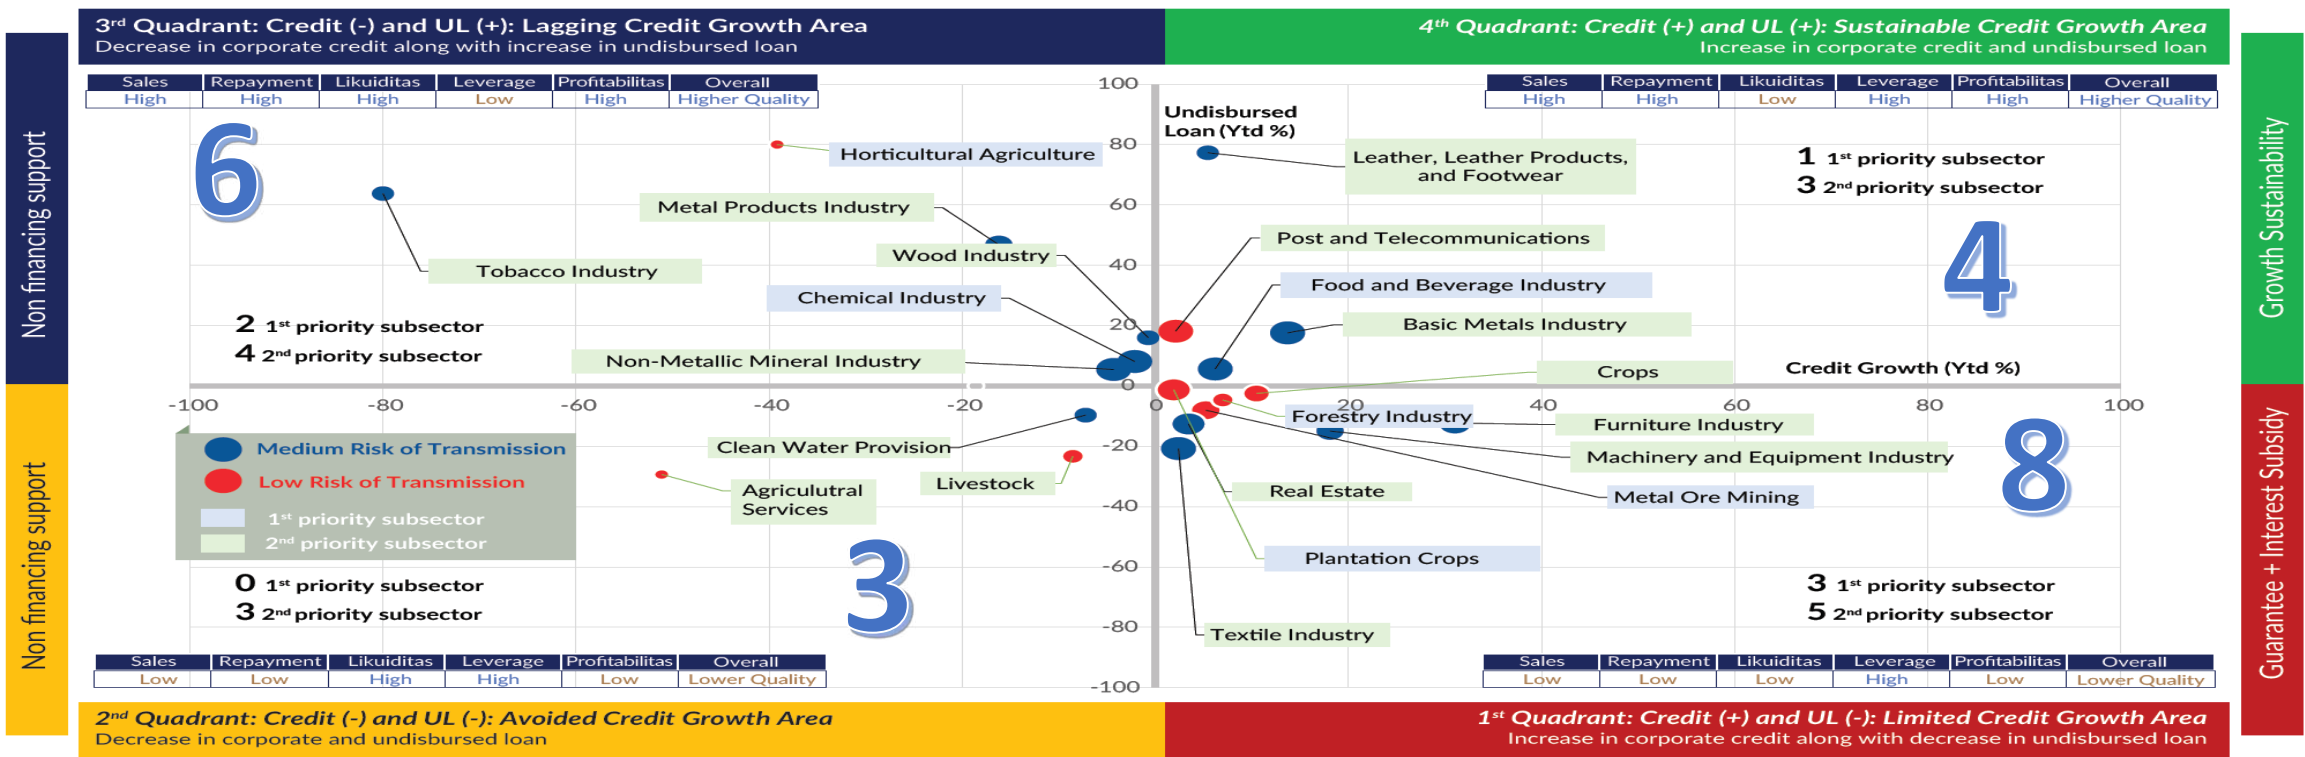 3rd Quadrant: Credit (-) and UL (+): Lagging Credit Growth Area
Decrease in corporate credit along with increase in undisbursed loan
4th Quadrant: Credit (+) and UL (+): Sustainable Credit Growth Area
Increase in corporate credit and undisbursed loan
Non financing support
Growth Sustainability
Sales Repayment Likuiditas Leverage Profitabilitas Overall
High High High Low High Higher Quality
Sales Repayment Likuiditas Leverage Profitabilitas Overall
High High Low High High Higher Quality
6
4
Undisbursed
Loan (Ytd %)
100
80
60
40
20
0
-20
-40
-60
-80
-100
Horticultural Agriculture
Metal Products Industry
Wood Industry
Tobacco Industry
Chemical Industry
Non-Metallic Mineral Industry
2 1st priority subsector
4 2nd priority subsector
Leather, Leather Products,
and Footwear
1 1st priority subsector
3 2nd priority subsector
Post and Telecommunications
Food and Beverage Industry
Basic Metals Industry
Crops
Credit Growth (Ytd %)
-100 -80 -60 -40 -20 0 20 40 60 80 100
Non financing support
Guarantee + Interest Subsidy
Medium Risk of Transmission
Low Risk of Transmission
1st priority subsector
2nd priority subsector
Clean Water Provision
Livestock
Agriculutral
Services
3
0 1st priority subsector
3 2nd priority subsector
Forestry Industry
Furniture Industry
Machinery and Equipment Industry
Real Estate
Metal Ore Mining
Plantation Crops
Textile Industry
8
3 1st priority subsector
5 2nd priority subsector
Sales Repayment Likuiditas Leverage Profitabilitas Overall
Low Low High High Low Lower Quality
Sales Repayment Likuiditas Leverage Profitabilitas Overall
Low Low Low High Low Lower Quality
2nd Quadrant: Credit (-) and UL (-): Avoided Credit Growth Area
Decrease in corporate and undisbursed loan
1st Quadrant: Credit (+) and UL (-): Limited Credit Growth Area
Increase in corporate credit along with decrease in undisbursed loan